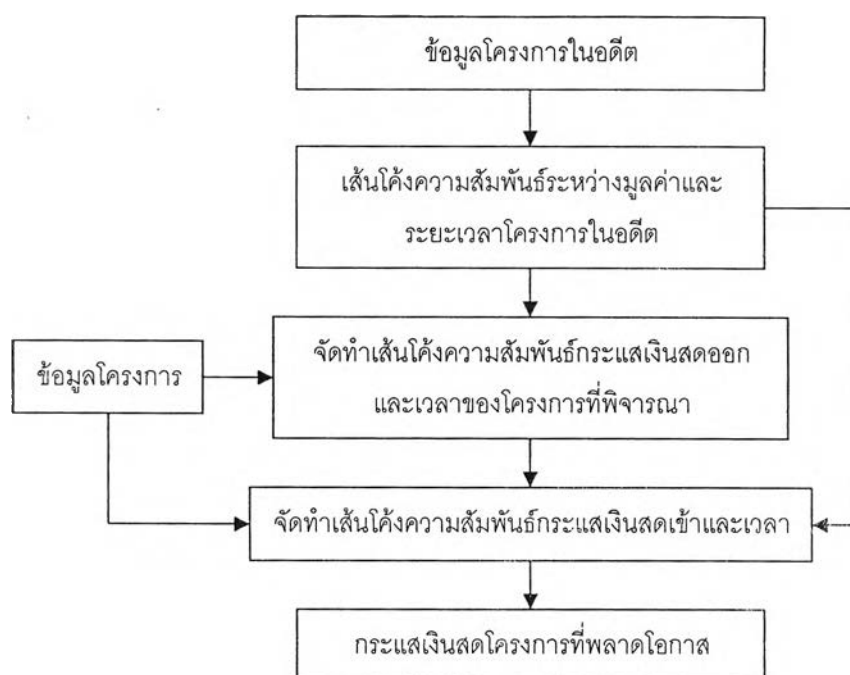 ข้อมูลโครงการในอดีต
เส้นโค้งความสัมพันธ์ระหว่างมูลค่าและ
ระยะเวลาโครงการในอดีต
จัดทำเส้นโค้งความสัมพันธ์กระแสเงินสดออก
และเวลาของโครงการที่พิจารณา
ข้อมูลโครงการ
จัดทำเส้นโค้งความสัมพันธ์กระแสเงินสดเข้าและเวลา
กระแสเงินสดโครงการที่พลาดโอกาส